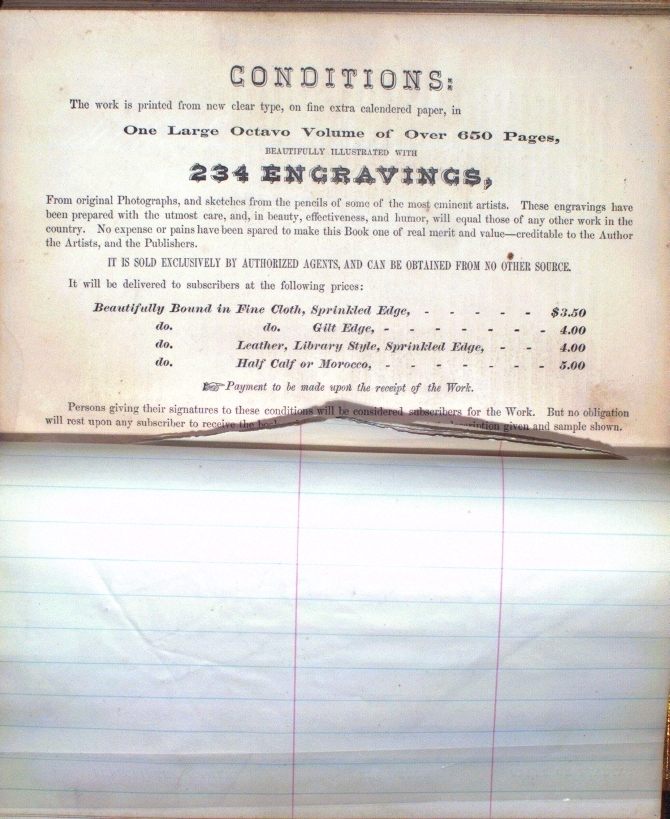 CONDITIONS:
The work is printed from new clear type, on fine extra calendered paper, in
One Large Octavo Volume of Over 650 Pages,
BEAUTIFULLY ILLUSTRATED WITH
234 ENGRAVINGS,
From original Photographs, and sketches from the pencils of some of the most eminent artists. These engravings have
been prepared with the utmost care, and, in beauty, effectiveness, and humor, will equal those of any other work in the
country. No expense or pains have been spared to make this Book one of real merit and value—creditable to the Author
the Artists, and the Publishers.
IT IS SOLD EXCLUSIVELY BY AUTHORIZED AGENTS, AND CAN BE OBTAINED FROM NO OTHER SOURCE.
It will be delivered to subscribers at the following prices:
Beautifully Bound in Fine Cloth, Sprinkled Edge, - - - - - $3.50
do. do. Gilt Edge, - - - - - - - 4.00
do. Leather, Library Style, Sprinkled Edge, - - - 4.00
do. Half Calf or Morocco, - - - - - - - 5.00
☞Payment to be made upon the receipt of the Work.
Persons giving their signatures to these conditions will be considered subscribers for the Work. But no obligation
will rest upon any subscriber to receive the description given and sample shown.